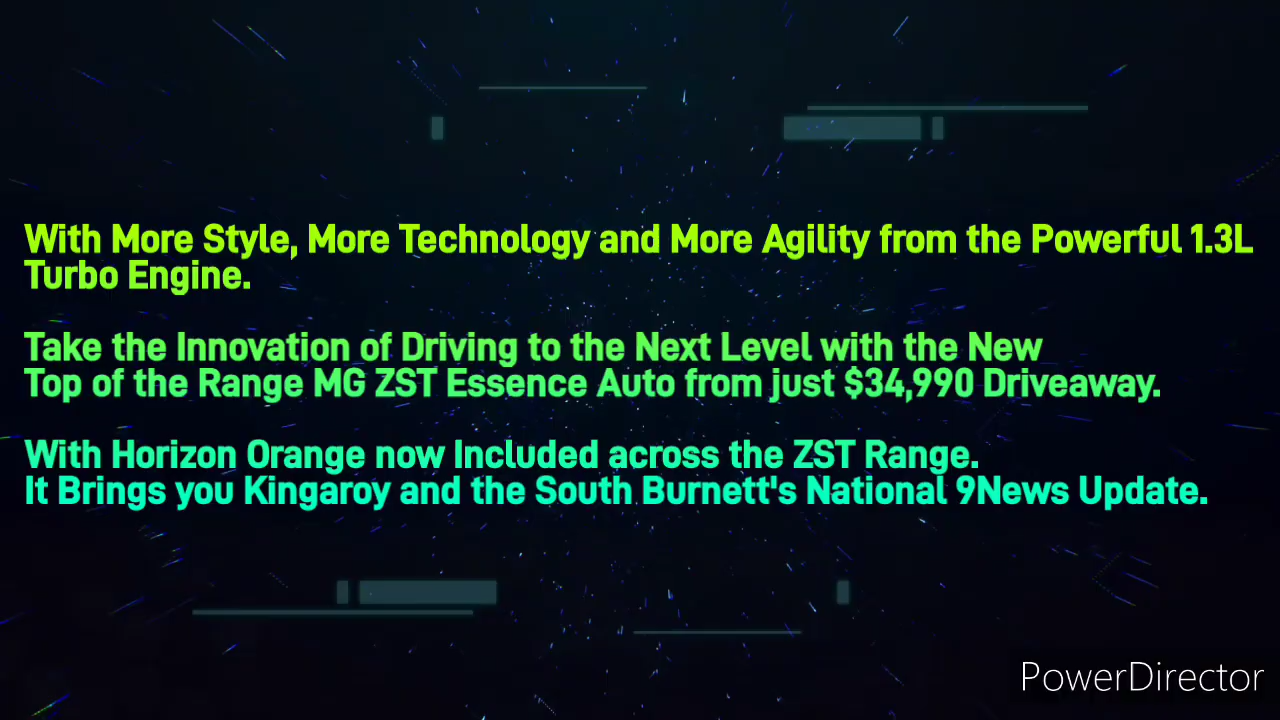 With More Style, More Technology and More Agility from the Powerful 1.3L
Turbo Engine.
Take the Innovation of Driving to the Next Level with the New
Top of the Range MG ZST Essence Auto from just $34,990 Driveaway.
With Horizon Orange now Included across the ZST Range.
It Brings you Kingaroy and the South Burnett's National 9News Update.
PowerDirector